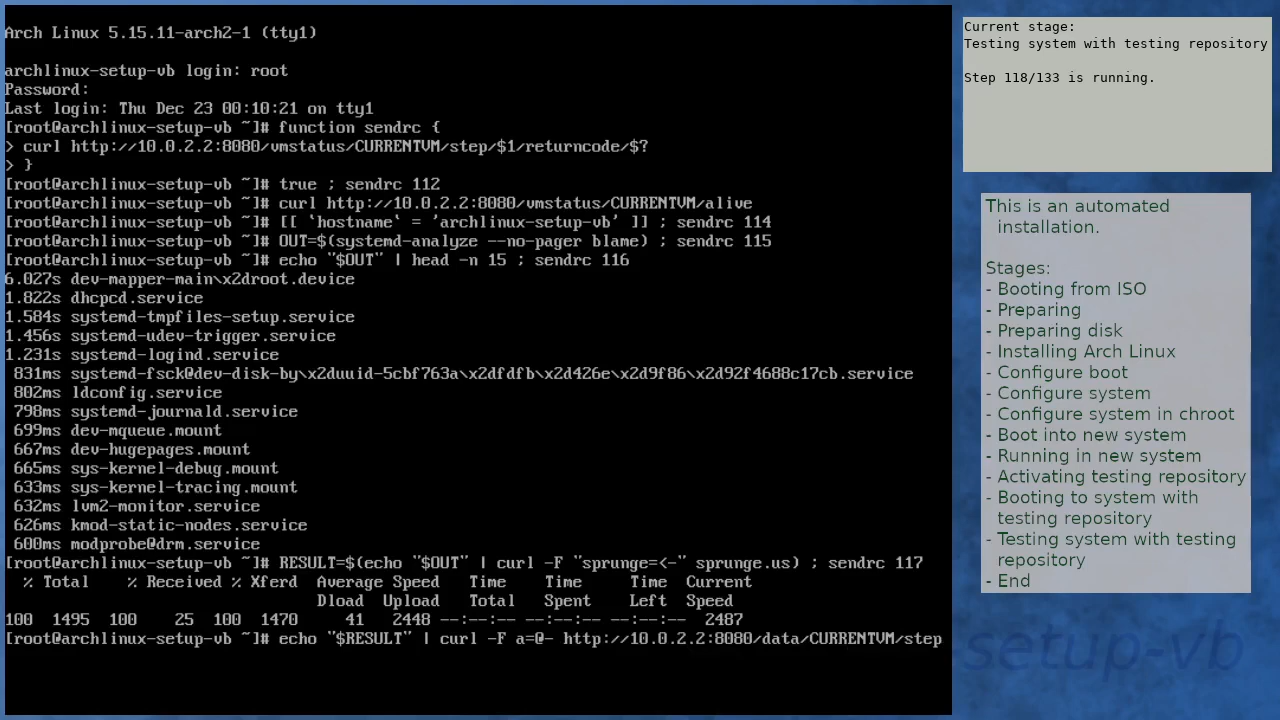 Arch Linux 5.15.11-arch2-1 (tty1)
archlinux-setup-vb login: root
Password:
Last login: Thu Dec 23 00:10:21 on tty1
[root@archlinux-setup-vb ~]# function sendrc {
> curl http://10.0.2.2:8080/vmstatus/CURRENTVM/step/$1/returncode/$?
> }
[root@archlinux-setup-vb ~]# true ; sendrc 112
[root@archlinux-setup-vb ~]# curl http://10.0.2.2:8080/vmstatus/CURRENTVM/alive
[root@archlinux-setup-vb ~]# [[ `hostname` = 'archlinux-setup-vb' ]] ; sendrc 114
[root@archlinux-setup-vb ~]# OUT=$(systemd-analyze --no-pager blame) ; sendrc 115
[root@archlinux-setup-vb ~]# echo "$OUT" | head -n 15 ; sendrc 116
6.027s dev-mapper-main\x2droot.device
1.822s dhcpcd.service
1.584s systemd-tmpfiles-setup.service
1.456s systemd-udev-trigger.service
1.231s systemd-logind.service
831ms systemd-fsck@dev-disk-by\x2duuid-5cbf763a\x2dfdfb\x2d426e\x2d9f86\x2d92f4688c17cb.service
802ms ldconfig.service
798ms systemd-journald.service
699ms dev-mqueue.mount
667ms dev-hugepages.mount
665ms sys-kernel-debug.mount
633ms sys-kernel-tracing.mount
632ms lvm2-monitor.service
626ms kmod-static-nodes.service
600ms modprobe@drm.service
[root@archlinux-setup-vb ~]# RESULT=$(echo "$OUT" | curl -F "sprunge=<-" sprunge.us) ; sendrc 117
% Total % Received % Xferd Average Speed Time Time Time Current
Dload Upload Total Spent Left Speed
100 1495 100 25 100 1470 41 2448 --:--:-- --:--:-- --:--:-- 2487
[root@archlinux-setup-vb ~]# echo "$RESULT" | curl -F a=@- http://10.0.2.2:8080/data/CURRENTVM/step
Current stage:
Testing system with testing repository
Step 118/133 is running.
This is an automated
installation.
Stages:
- Booting from ISO
- Preparing
- Preparing disk
- Installing Arch Linux
- Configure boot
- Configure system
- Configure system in chroot
- Boot into new system
- Running in new system
- Activating testing repository
- Booting to system with
testing repository
- Testing system with testing
repository
- End
setup-vb